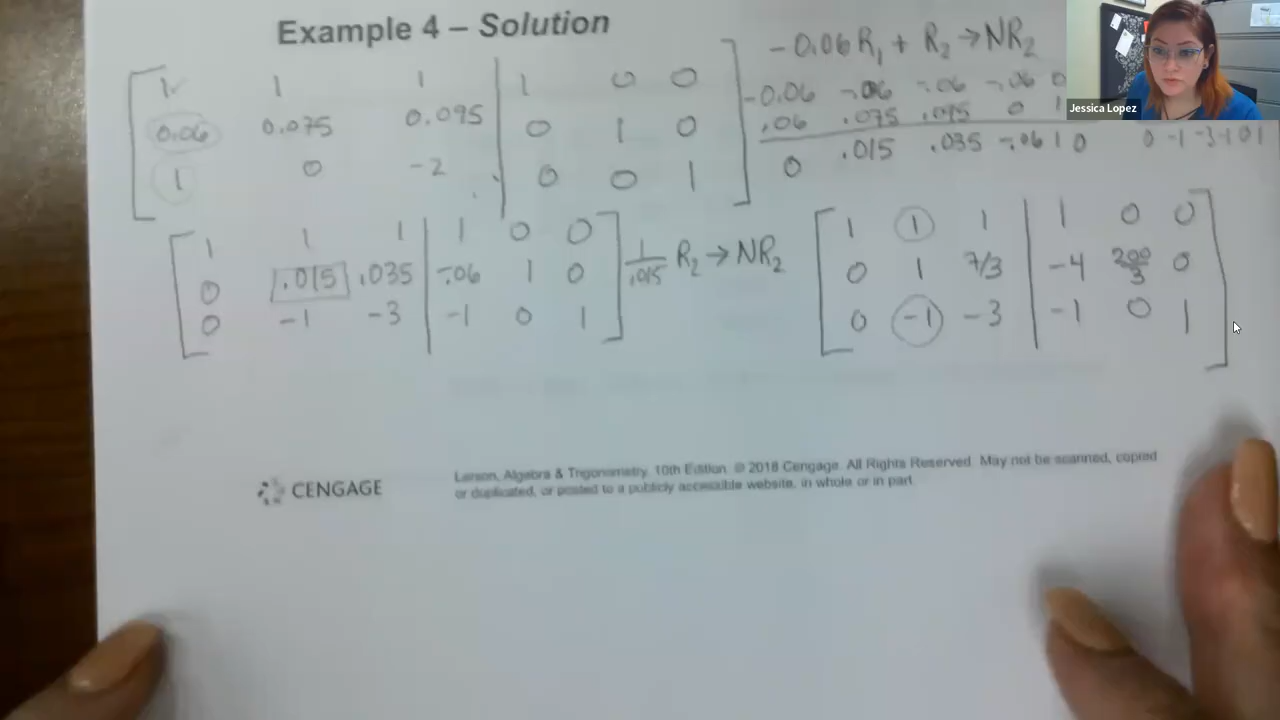 Example 4 – Solution
-0.06 R₁ + R₂ → NR₂
1 1 1 | 1 0 0
0.06 0.075 0.095 | 0 1 0
1 0 -2 | 0 0 1
-0.06 -.06 -.06 -.06 0
.06 .075 .095 0 1
0 .015 .035 -.06 1 0
0 -1 -3 -1 0 1
Jessica Lopez
1 1 1 | 1 0 0
0 .015 .035 | -.06 1 0
0 -1 -3 | -1 0 1
1/.015 R₂ → NR₂
1 1 1 | 1 0 0
0 1 7/3 | -4 200/3 0
0 -1 -3 | -1 0 1
CENGAGE
Larson, Algebra & Trigonometry, 10th Edition. © 2018 Cengage. All Rights Reserved. May not be scanned, copied
or duplicated, or posted to a publicly accessible website, in whole or in part.